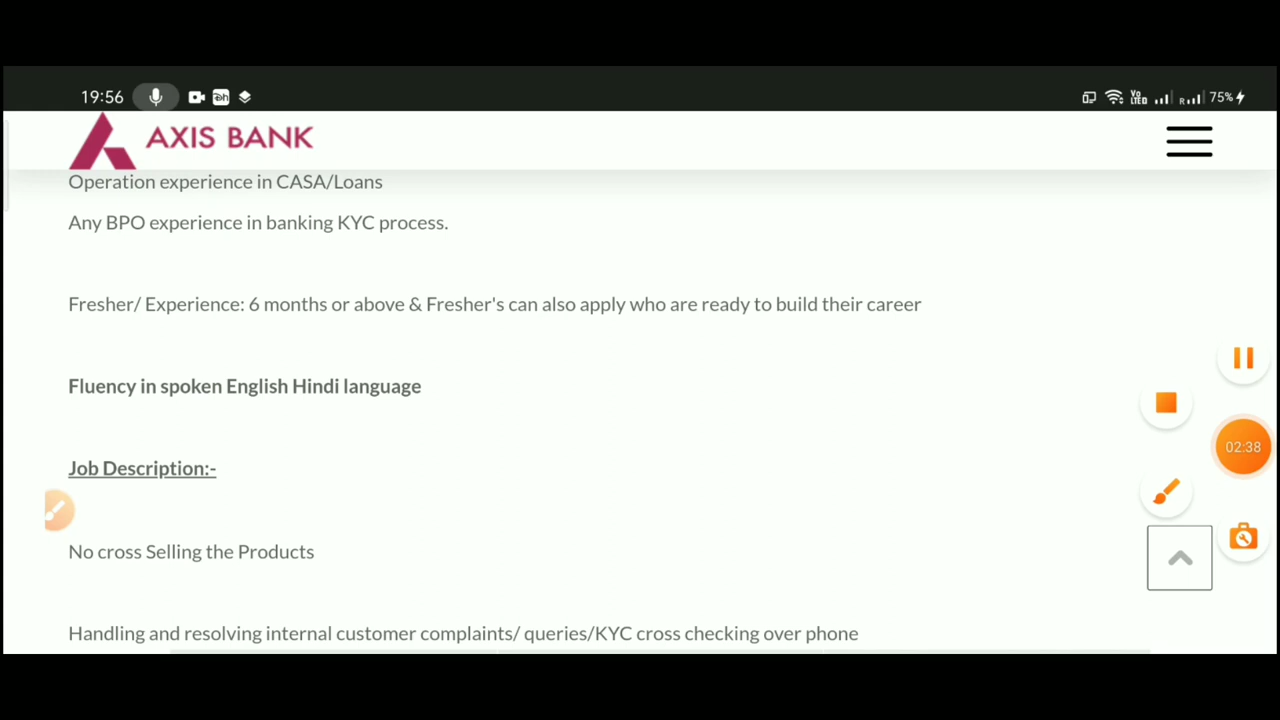 19:56
75%
AXIS BANK
Operation experience in CASA/Loans
Any BPO experience in banking KYC process.
Fresher/ Experience: 6 months or above & Fresher's can also apply who are ready to build their career
Fluency in spoken English Hindi language
Job Description:-
02:38
No cross Selling the Products
Handling and resolving internal customer complaints/ queries/KYC cross checking over phone